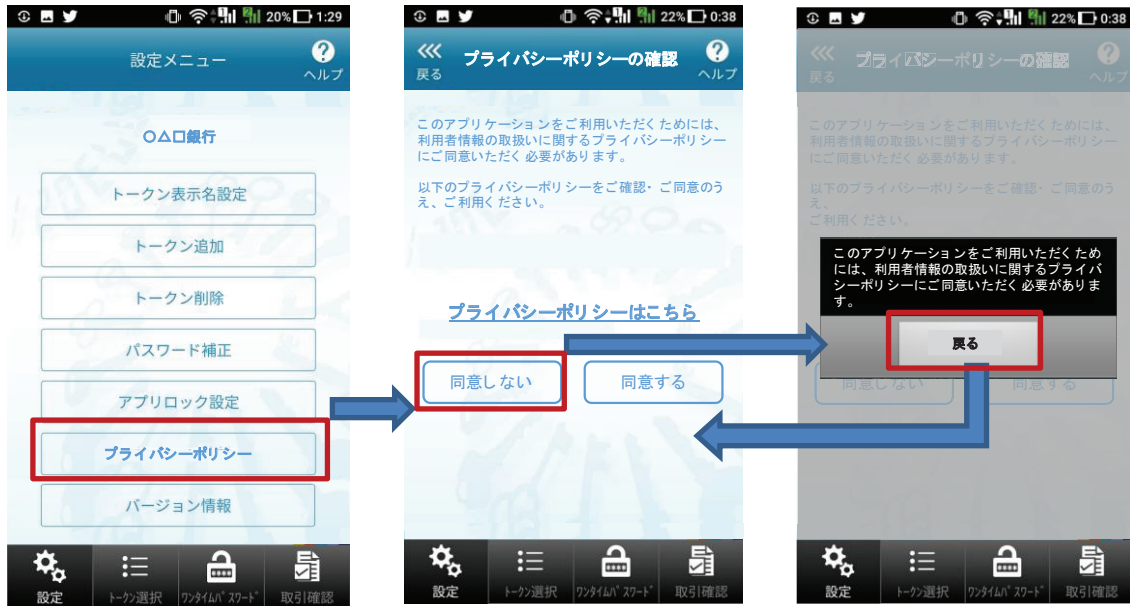 20% 1:29
設定メニュー
?
ヘルプ
〇△□銀行
トークン表示名設定
トークン追加
トークン削除
パスワード補正
アプリロック設定
プライバシーポリシー
バージョン情報
設定
トークン選択
ワンタイムパスワード
取引確認
22% 0:38
戻る
プライバシーポリシーの確認
?
ヘルプ
このアプリケーションをご利用いただくためには、
利用者情報の取扱いに関するプライバシーポリシー
にご同意いただく必要があります。
以下のプライバシーポリシーをご確認・ご同意のう
え、ご利用ください。
プライバシーポリシーはこちら
同意しない
同意する
設定
トークン選択
ワンタイムパスワード
取引確認
22% 0:38
戻る
プライバシーポリシーの確認
?
ヘルプ
このアプリケーションをご利用いただくためには、
利用者情報の取扱いに関するプライバシーポリシー
にご同意いただく必要があります。
以下のプライバシーポリシーをご確認・ご同意のう
え、
ご利用ください。
このアプリケーションをご利用いただくため
には、利用者情報の取扱いに関するプライバ
シーポリシーにご同意いただく必要がありま
す。
戻る
同意しない
同意する
設定
トークン選択
ワンタイムパスワード
取引確認